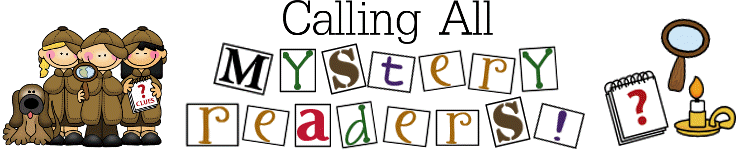 Calling All
MYStery
readerS!
?
CLUES
?